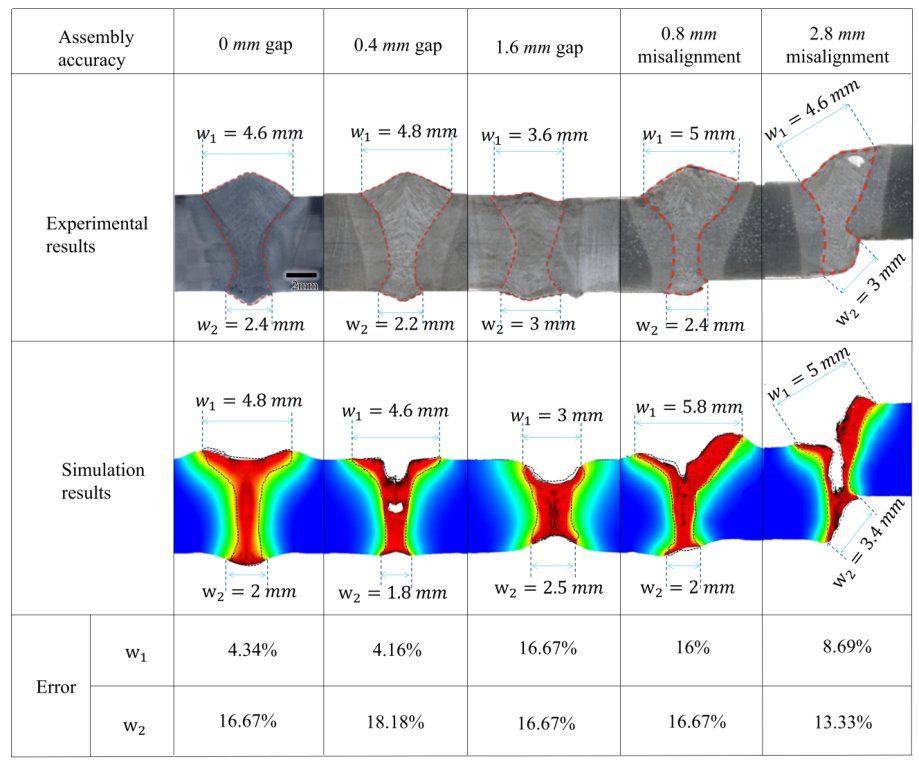 Assembly accuracy
0 mm gap
0.4 mm gap
1.6 mm gap
0.8 mm misalignment
2.8 mm misalignment
Experimental results
w₁ = 4.6 mm
w₁ = 4.8 mm
w₁ = 3.6 mm
w₁ = 5 mm
w₁ = 4.6 mm
2mm
w₂ = 2.4 mm
w₂ = 2.2 mm
w₂ = 3 mm
w₂ = 2.4 mm
w₂ = 3 mm
Simulation results
w₁ = 4.8 mm
w₁ = 4.6 mm
w₁ = 3 mm
w₁ = 5.8 mm
w₁ = 5 mm
w₂ = 2 mm
w₂ = 1.8 mm
w₂ = 2.5 mm
w₂ = 2 mm
w₂ = 3.4 mm
Error
w₁
4.34%
4.16%
16.67%
16%
8.69%
w₂
16.67%
18.18%
16.67%
16.67%
13.33%